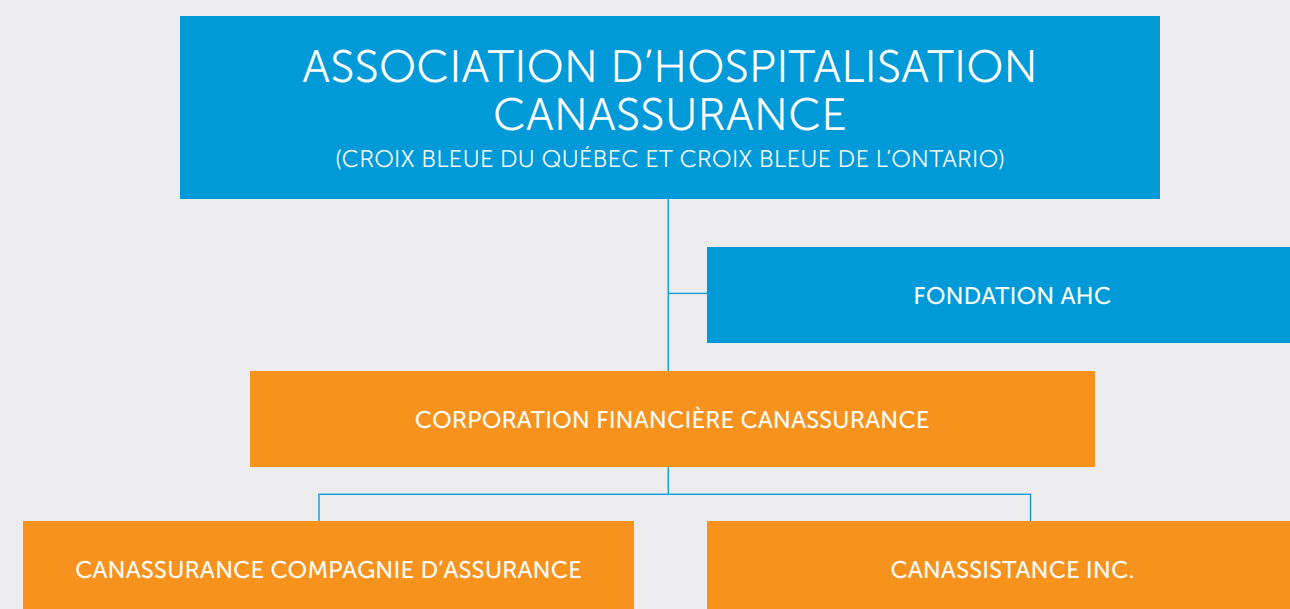 ASSOCIATION D’HOSPITALISATION
CANASSURANCE
(CROIX BLEUE DU QUÉBEC ET CROIX BLEUE DE L’ONTARIO)
FONDATION AHC
CORPORATION FINANCIÈRE CANASSURANCE
CANASSURANCE COMPAGNIE D’ASSURANCE
CANASSISTANCE INC.